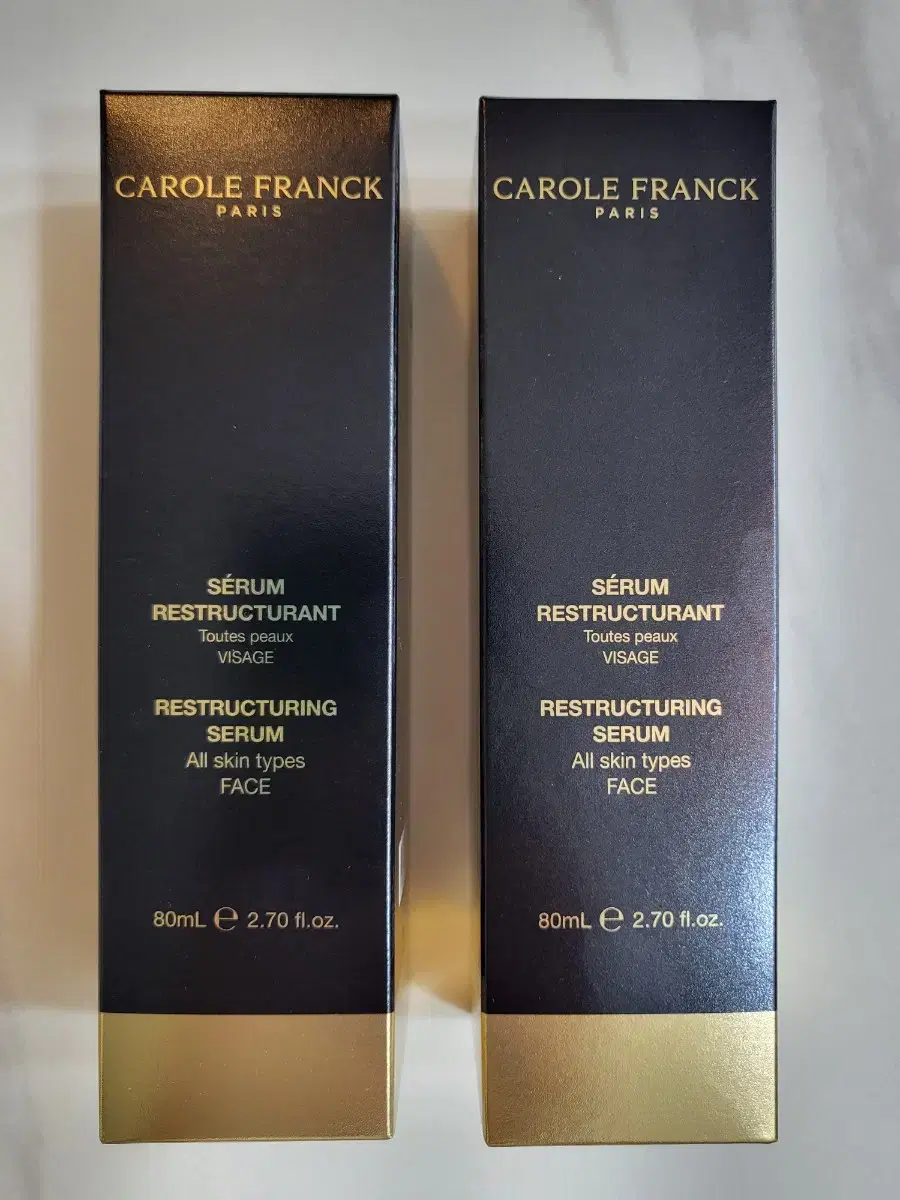 CAROLE FRANCK
PARIS
SÉRUM
RESTRUCTURANT
Toutes peaux
VISAGE
RESTRUCTURING
SERUM
All skin types
FACE
80mL ℮ 2.70 fl.oz.
CAROLE FRANCK
PARIS
SÉRUM
RESTRUCTURANT
Toutes peaux
VISAGE
RESTRUCTURING
SERUM
All skin types
FACE
80mL ℮ 2.70 fl.oz.